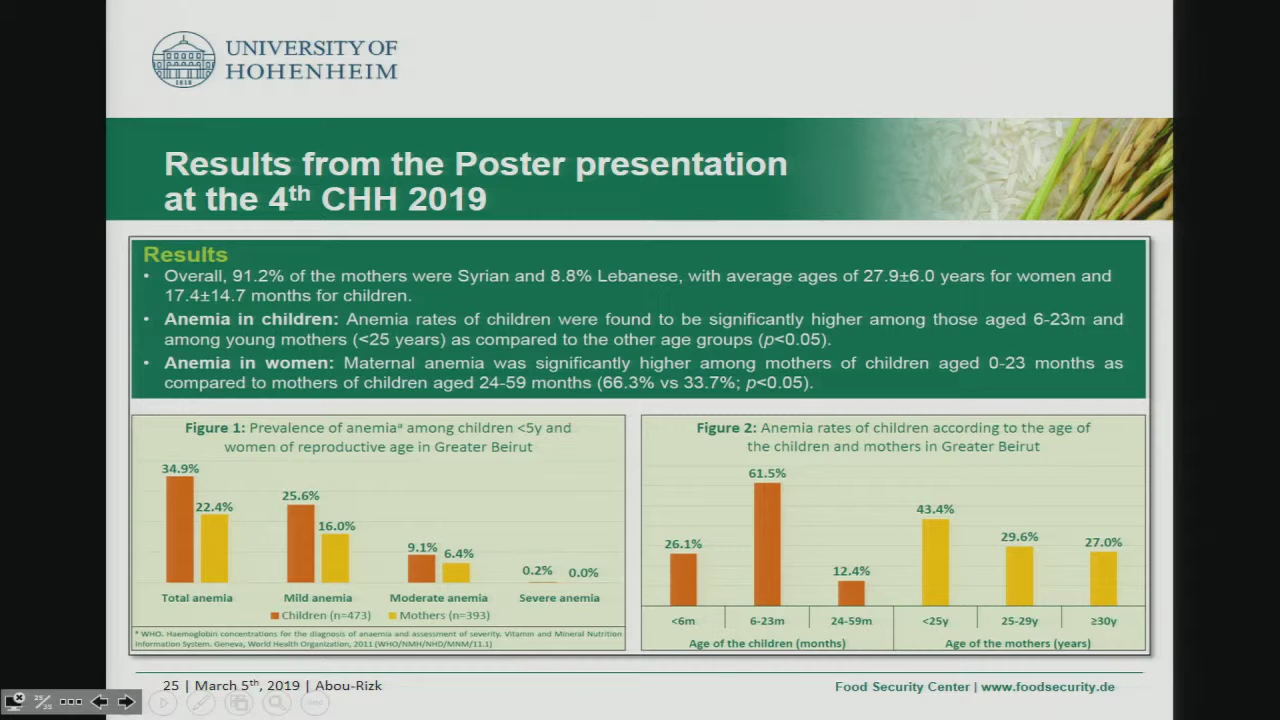 UNIVERSITY OF
HOHENHEIM
1818
Results from the Poster presentation
at the 4th CHH 2019
Results
• Overall, 91.2% of the mothers were Syrian and 8.8% Lebanese, with average ages of 27.9±6.0 years for women and
17.4±14.7 months for children.
• Anemia in children: Anemia rates of children were found to be significantly higher among those aged 6-23m and
among young mothers (<25 years) as compared to the other age groups (p<0.05).
• Anemia in women: Maternal anemia was significantly higher among mothers of children aged 0-23 months as
compared to mothers of children aged 24-59 months (66.3% vs 33.7%; p<0.05).
Figure 1: Prevalence of anemiaª among children <5y and
women of reproductive age in Greater Beirut
34.9%
22.4%
25.6%
16.0%
9.1%
6.4%
0.2%
0.0%
Total anemia
Mild anemia
Moderate anemia
Severe anemia
Children (n=473)
Mothers (n=393)
ª WHO. Haemoglobin concentrations for the diagnosis of anaemia and assessment of severity. Vitamin and Mineral Nutrition
Information System. Geneva, World Health Organization, 2011 (WHO/NMH/NHD/MNM/11.1)
Figure 2: Anemia rates of children according to the age of
the children and mothers in Greater Beirut
26.1%
61.5%
12.4%
43.4%
29.6%
27.0%
<6m
6-23m
24-59m
<25y
25-29y
≥30y
Age of the children (months)
Age of the mothers (years)
25 | March 5th, 2019 | Abou-Rizk
Food Security Center | www.foodsecurity.de
25/35